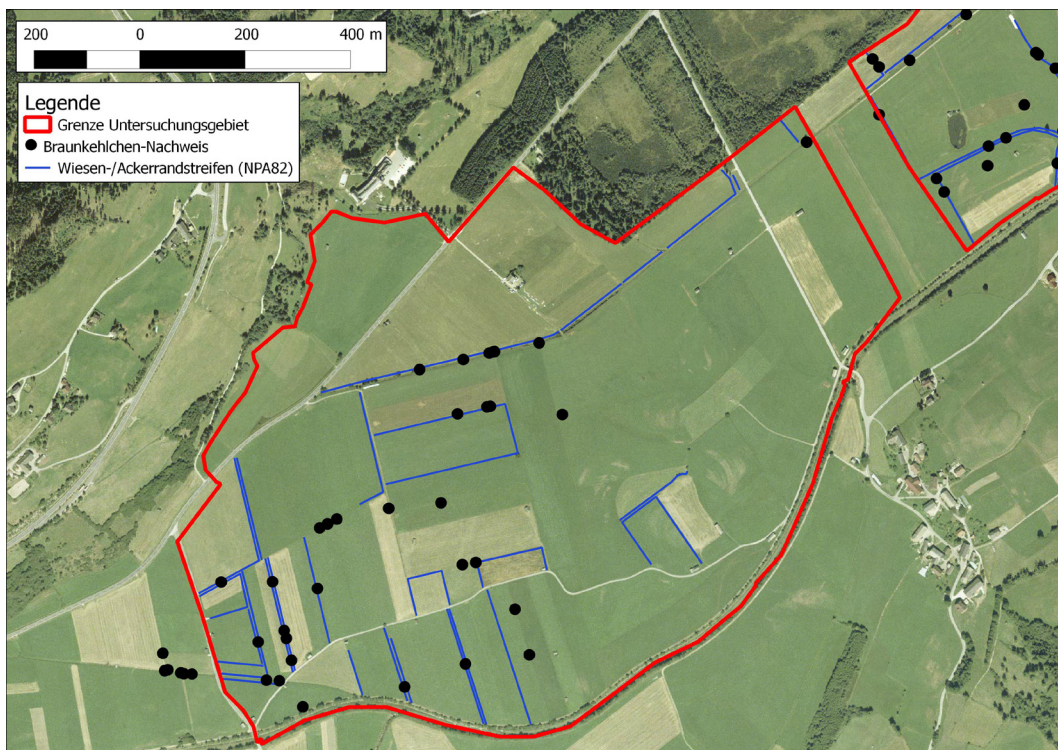 200 0 200 400 m
Legende
Grenze Untersuchungsgebiet
Braunkehlchen-Nachweis
Wiesen-/Ackerrandstreifen (NPA82)